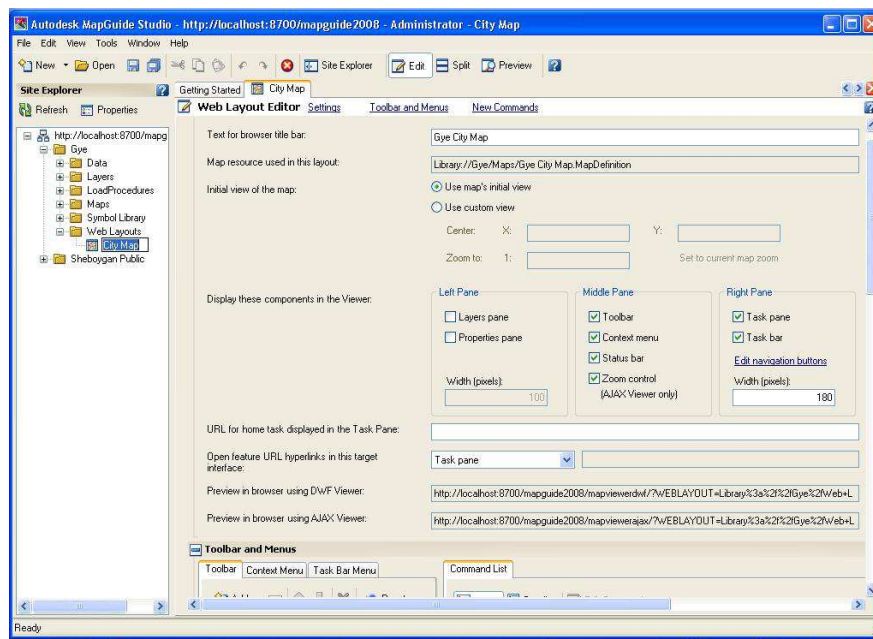 Autodesk MapGuide Studio - http://localhost:8700/mapguide2008 - Administrator - City Map
File Edit View Tools Window Help
New Open Site Explorer Edit Split Preview
Site Explorer
Refresh Properties
http://localhost:8700/mapg
Gye
Data
Layers
LoadProcedures
Maps
Symbol Library
Web Layouts
City Map
Sheboygan Public
Getting Started City Map
Web Layout Editor Settings Toolbar and Menus New Commands
Text for browser title bar: Gye City Map
Map resource used in this layout: Library://Gye/Maps/Gye City Map.MapDefinition
Initial view of the map: Use map's initial view
Use custom view
Center: X: Y:
Zoom to: 1: Set to current map zoom
Display these components in the Viewer:
Left Pane
Layers pane
Properties pane
Width (pixels):
100
Middle Pane
Toolbar
Context menu
Status bar
Zoom control
(AJAX Viewer only)
Right Pane
Task pane
Task bar
Edit navigation buttons
Width (pixels):
180
URL for home task displayed in the Task Pane:
Open feature URL hyperlinks in this target
interface:
Task pane
Preview in browser using DWF Viewer: http://localhost:8700/mapguide2008/mapviewerdwf/?WEBLAYOUT=Library%3a%2f%2fGye%2fWeb+L
Preview in browser using AJAX Viewer: http://localhost:8700/mapguide2008/mapviewerajax/?WEBLAYOUT=Library%3a%2f%2fGye%2fWeb+L
Toolbar and Menus
Toolbar Context Menu Task Bar Menu
Command List
Ready